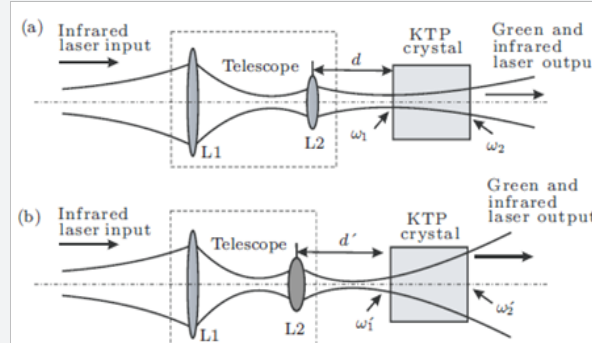 (a)
Infrared
laser input
Telescope
d
KTP
crystal
Green and
infrared
laser output
L1
L2
ω1
ω2
(b)
Infrared
laser input
Telescope
d′
KTP
crystal
Green and
infrared
laser output
L1
L2
ω1′
ω2′